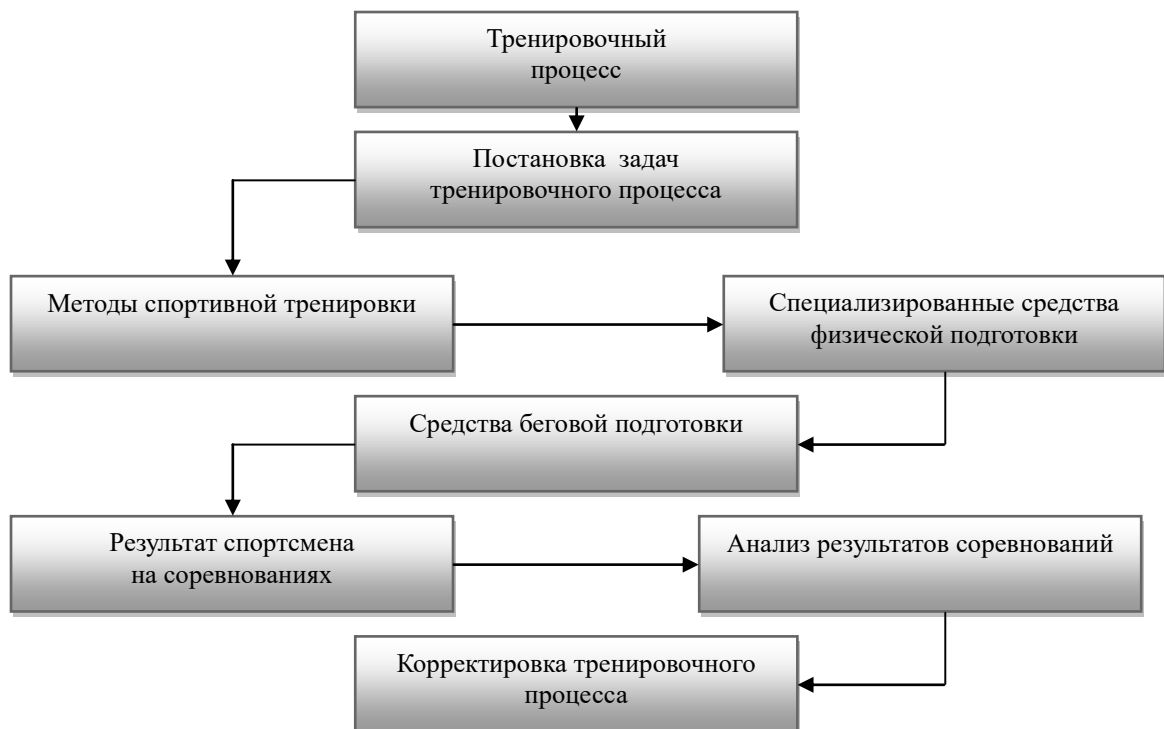 Тренировочный
процесс
Постановка задач
тренировочного процесса
Методы спортивной тренировки
Специализированные средства
физической подготовки
Средства беговой подготовки
Результат спортсмена
на соревнованиях
Анализ результатов соревнований
Корректировка тренировочного
процесса